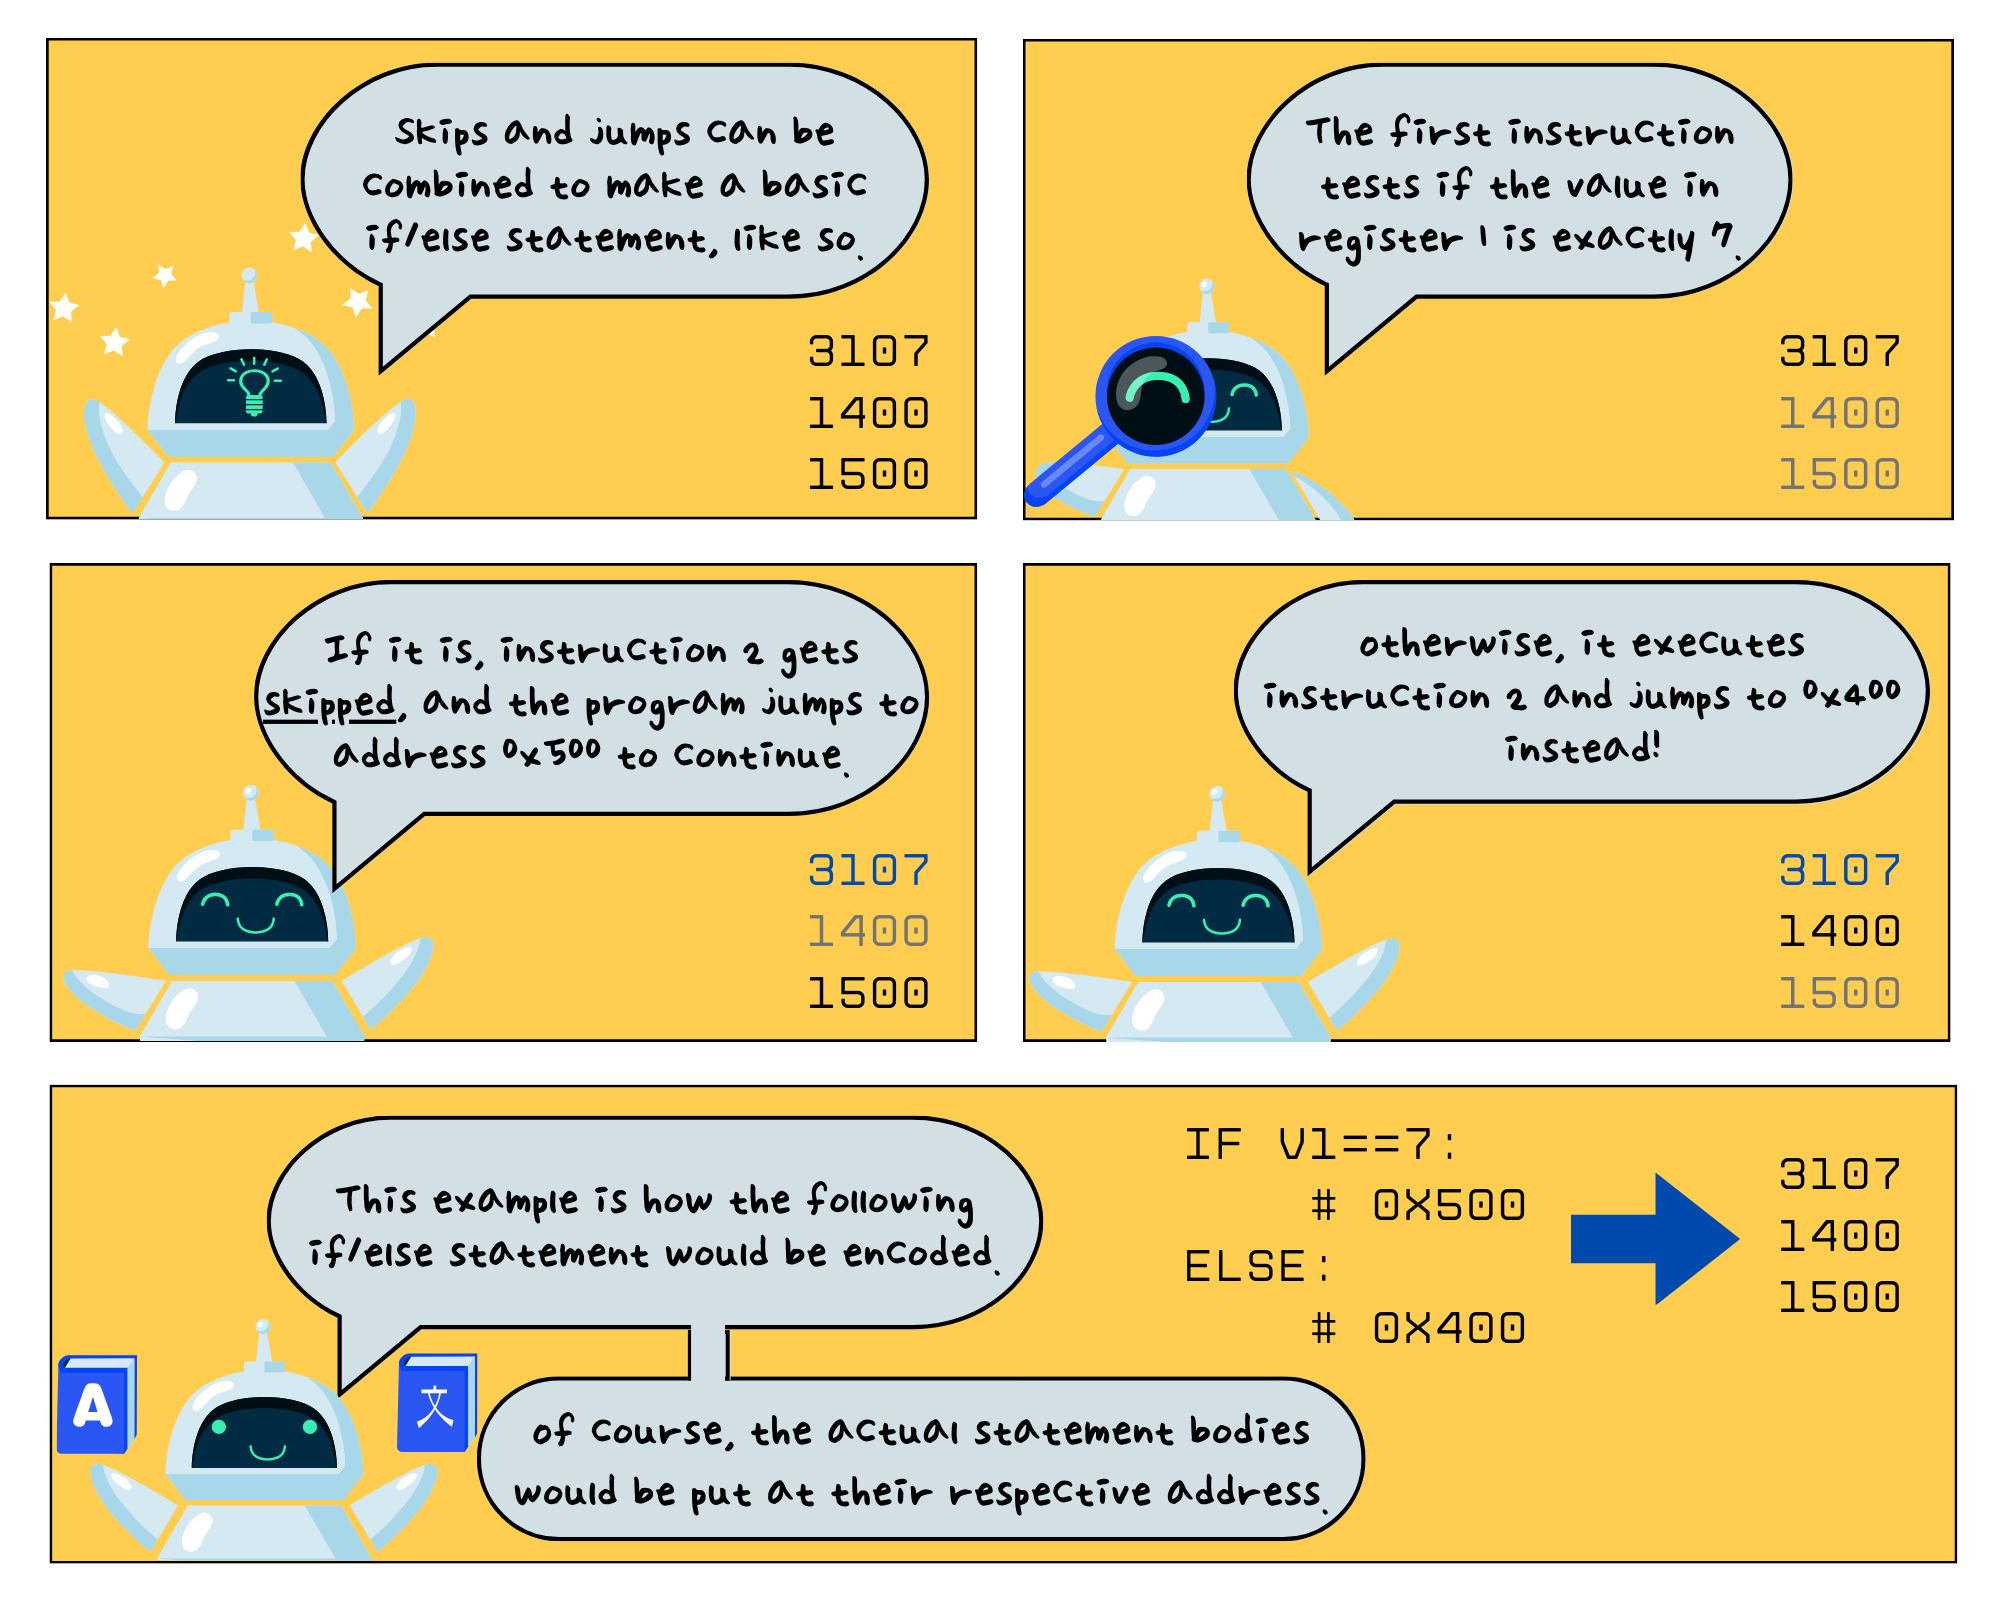 Skips and jumps can be
combined to make a basic
if/else statement, like so.
3107
1400
1500
The first instruction
tests if the value in
register 1 is exactly 7.
3107
1400
1500
If it is, instruction 2 gets
skipped, and the program jumps to
address 0x500 to continue.
3107
1400
1500
otherwise, it executes
instruction 2 and jumps to 0x400
instead!
3107
1400
1500
This example is how the following
if/else statement would be encoded.
IF V1==7:
# 0X500
ELSE:
# 0X400
3107
1400
1500
A
文
of course, the actual statement bodies
would be put at their respective address.